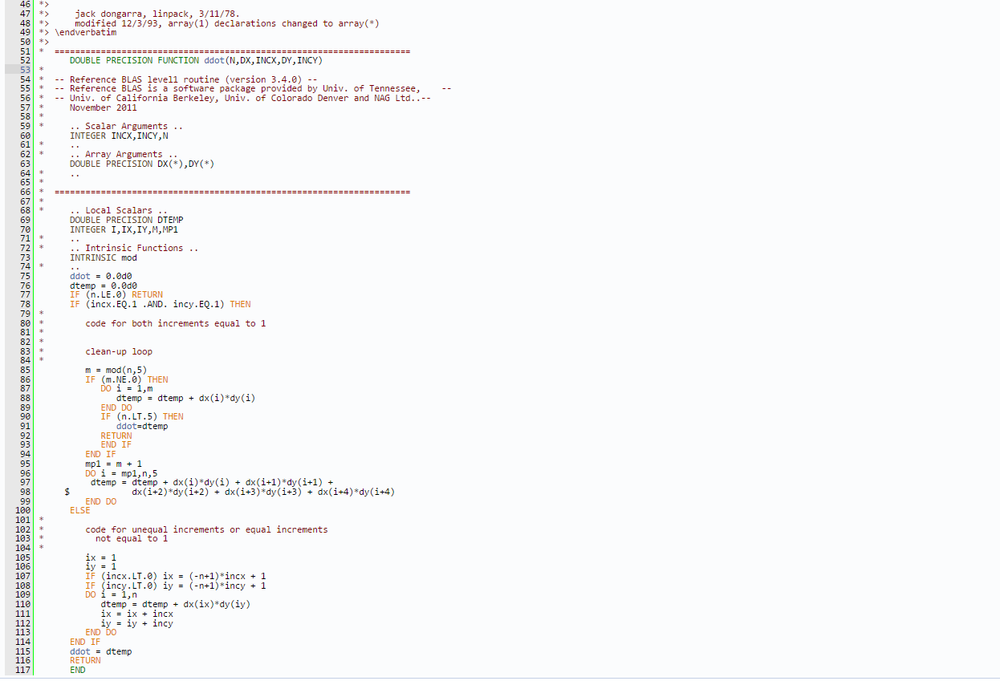 46 *>
47 *>     jack dongarra, linpack, 3/11/78.
48 *>     modified 12/3/93, array(1) declarations changed to array(*)
49 *> \endverbatim
50 *>
51 *  =====================================================================
52       DOUBLE PRECISION FUNCTION ddot(N,DX,INCX,DY,INCY)
53 *
54 *  -- Reference BLAS level1 routine (version 3.4.0) --
55 *  -- Reference BLAS is a software package provided by Univ. of Tennessee,    --
56 *  -- Univ. of California Berkeley, Univ. of Colorado Denver and NAG Ltd..--
57 *     November 2011
58 *
59 *     .. Scalar Arguments ..
60       INTEGER INCX,INCY,N
61 *     ..
62 *     .. Array Arguments ..
63       DOUBLE PRECISION DX(*),DY(*)
64 *     ..
65 *
66 *  =====================================================================
67 *
68 *     .. Local Scalars ..
69       DOUBLE PRECISION DTEMP
70       INTEGER I,IX,IY,M,MP1
71 *     ..
72 *     .. Intrinsic Functions ..
73       INTRINSIC mod
74 *     ..
75       ddot = 0.0d0
76       dtemp = 0.0d0
77       IF (n.LE.0) RETURN
78       IF (incx.EQ.1 .AND. incy.EQ.1) THEN
79 *
80 *        code for both increments equal to 1
81 *
82 *
83 *        clean-up loop
84 *
85          m = mod(n,5)
86          IF (m.NE.0) THEN
87             DO i = 1,m
88                dtemp = dtemp + dx(i)*dy(i)
89             END DO
90             IF (n.LT.5) THEN
91                ddot=dtemp
92             RETURN
93             END IF
94          END IF
95          mp1 = m + 1
96          DO i = mp1,n,5
97           dtemp = dtemp + dx(i)*dy(i) + dx(i+1)*dy(i+1) +
98      $            dx(i+2)*dy(i+2) + dx(i+3)*dy(i+3) + dx(i+4)*dy(i+4)
99          END DO
100       ELSE
101 *
102 *        code for unequal increments or equal increments
103 *          not equal to 1
104 *
105          ix = 1
106          iy = 1
107          IF (incx.LT.0) ix = (-n+1)*incx + 1
108          IF (incy.LT.0) iy = (-n+1)*incy + 1
109          DO i = 1,n
110             dtemp = dtemp + dx(ix)*dy(iy)
111             ix = ix + incx
112             iy = iy + incy
113          END DO
114       END IF
115       ddot = dtemp
116       RETURN
117       END